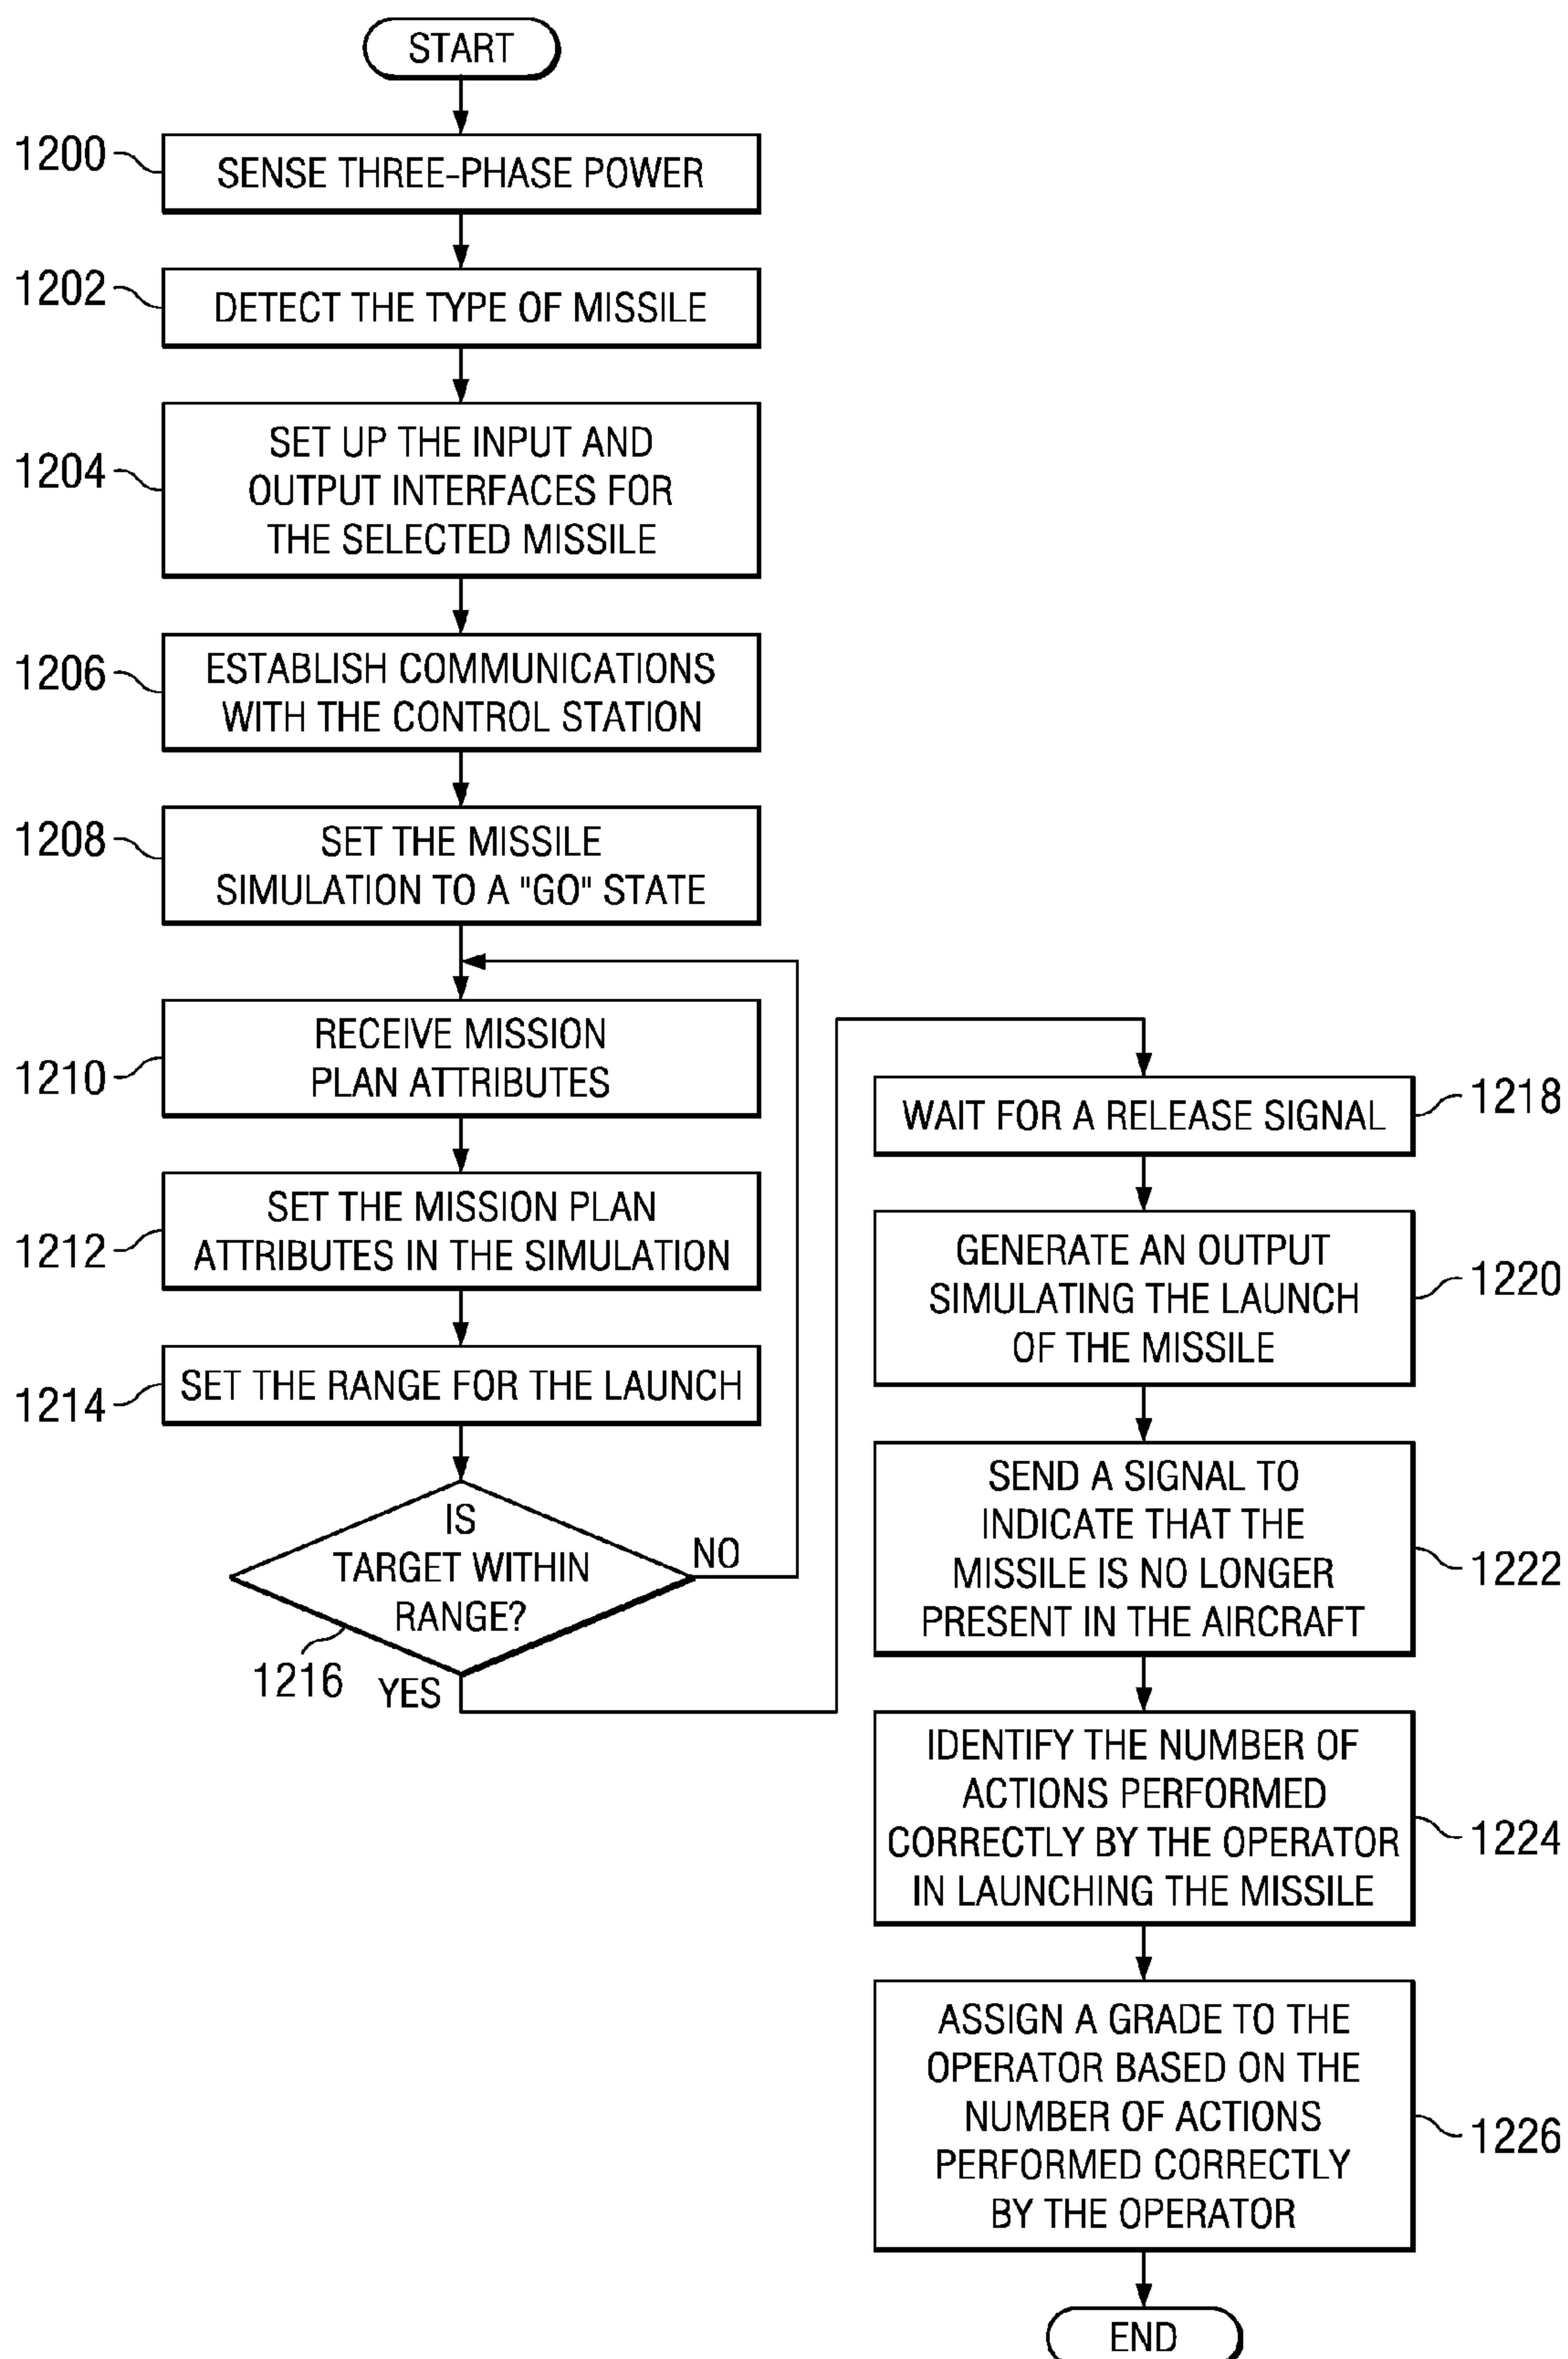 START
1200
SENSE THREE-PHASE POWER
1202
DETECT THE TYPE OF MISSILE
1204
SET UP THE INPUT AND
OUTPUT INTERFACES FOR
THE SELECTED MISSILE
1206
ESTABLISH COMMUNICATIONS
WITH THE CONTROL STATION
1208
SET THE MISSILE
SIMULATION TO A "GO" STATE
1210
RECEIVE MISSION
PLAN ATTRIBUTES
1212
SET THE MISSION PLAN
ATTRIBUTES IN THE SIMULATION
1214
SET THE RANGE FOR THE LAUNCH
IS
TARGET WITHIN
RANGE?
NO
1216
YES
WAIT FOR A RELEASE SIGNAL
1218
GENERATE AN OUTPUT
SIMULATING THE LAUNCH
OF THE MISSILE
1220
SEND A SIGNAL TO
INDICATE THAT THE
MISSILE IS NO LONGER
PRESENT IN THE AIRCRAFT
1222
IDENTIFY THE NUMBER OF
ACTIONS PERFORMED
CORRECTLY BY THE OPERATOR
IN LAUNCHING THE MISSILE
1224
ASSIGN A GRADE TO THE
OPERATOR BASED ON THE
NUMBER OF ACTIONS
PERFORMED CORRECTLY
BY THE OPERATOR
1226
END